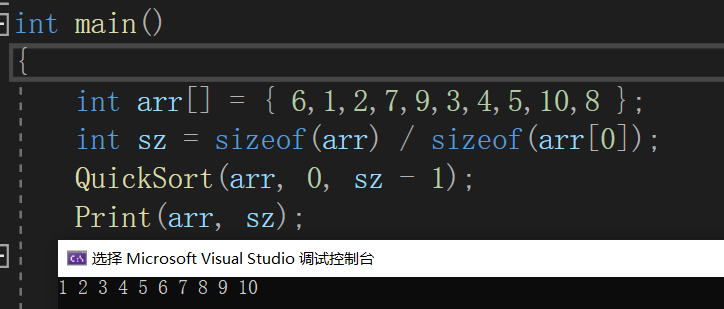 int main()
{
int arr[] = { 6,1,2,7,9,3,4,5,10,8 };
int sz = sizeof(arr) / sizeof(arr[0]);
QuickSort(arr, 0, sz - 1);
Print(arr, sz);
选择 Microsoft Visual Studio 调试控制台
1 2 3 4 5 6 7 8 9 10